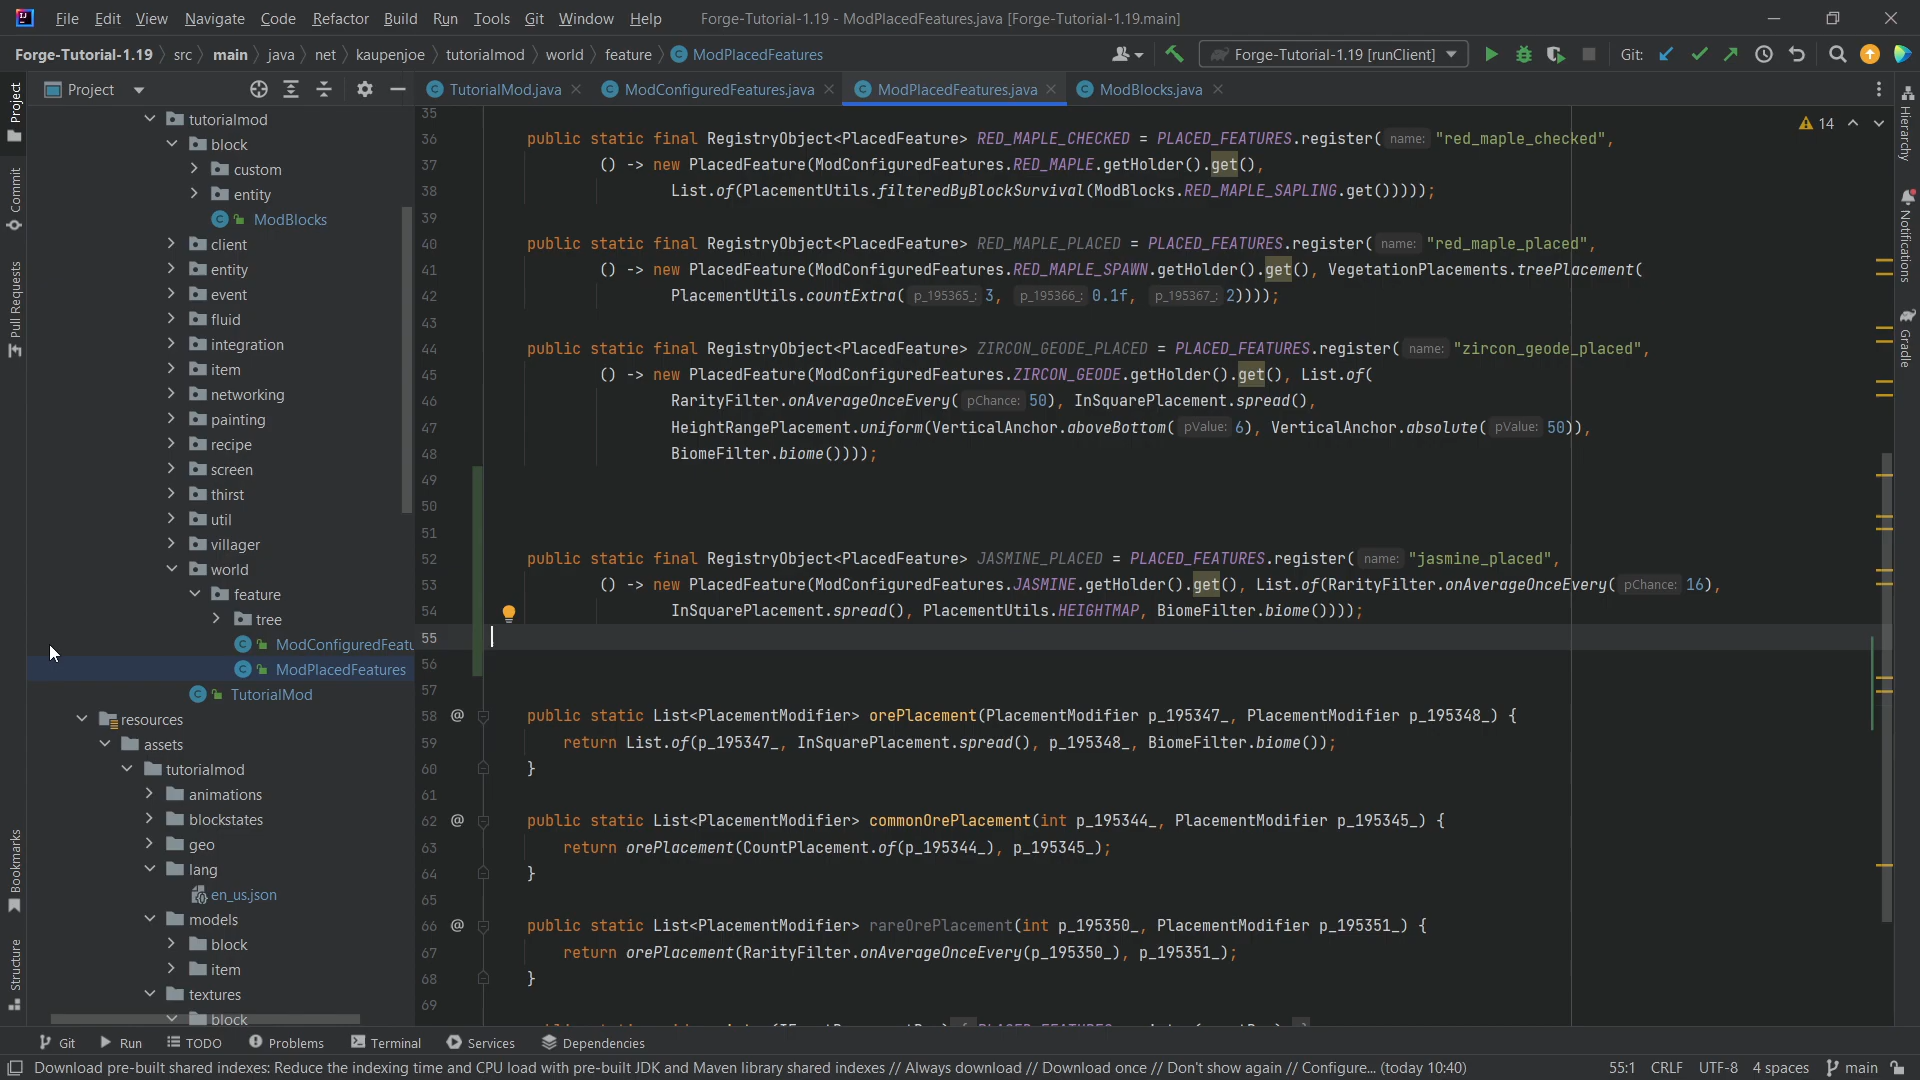 File Edit View Navigate Code Refactor Build Run Tools Git Window Help Forge-Tutorial-1.19 - ModPlacedFeatures.java [Forge-Tutorial-1.19.main]
Forge-Tutorial-1.19 src main java net kaupenjoe tutorialmod world feature ModPlacedFeatures Forge-Tutorial-1.19 [runClient] Git:
Project TutorialMod.java ModConfiguredFeatures.java ModPlacedFeatures.java ModBlocks.java
Project
Commit
Pull Requests
Bookmarks
Structure
tutorialmod
block
custom
entity
ModBlocks
client
entity
event
fluid
integration
item
networking
painting
recipe
screen
thirst
util
villager
world
feature
tree
ModConfiguredFeatu
ModPlacedFeatures
TutorialMod
resources
assets
tutorialmod
animations
blockstates
geo
lang
en_us.json
models
block
item
textures
block
14
35
36 public static final RegistryObject<PlacedFeature> RED_MAPLE_CHECKED = PLACED_FEATURES.register( name: "red_maple_checked",
37 () -> new PlacedFeature(ModConfiguredFeatures.RED_MAPLE.getHolder().get(),
38 List.of(PlacementUtils.filteredByBlockSurvival(ModBlocks.RED_MAPLE_SAPLING.get()))));
39
40 public static final RegistryObject<PlacedFeature> RED_MAPLE_PLACED = PLACED_FEATURES.register( name: "red_maple_placed",
41 () -> new PlacedFeature(ModConfiguredFeatures.RED_MAPLE_SPAWN.getHolder().get(), VegetationPlacements.treePlacement(
42 PlacementUtils.countExtra( p_195365_: 3, p_195366_: 0.1f, p_195367_: 2))));
43
44 public static final RegistryObject<PlacedFeature> ZIRCON_GEODE_PLACED = PLACED_FEATURES.register( name: "zircon_geode_placed",
45 () -> new PlacedFeature(ModConfiguredFeatures.ZIRCON_GEODE.getHolder().get(), List.of(
46 RarityFilter.onAverageOnceEvery( pChance: 50), InSquarePlacement.spread(),
47 HeightRangePlacement.uniform(VerticalAnchor.aboveBottom( pValue: 6), VerticalAnchor.absolute( pValue: 50)),
48 BiomeFilter.biome())));
49
50
51
52 public static final RegistryObject<PlacedFeature> JASMINE_PLACED = PLACED_FEATURES.register( name: "jasmine_placed",
53 () -> new PlacedFeature(ModConfiguredFeatures.JASMINE.getHolder().get(), List.of(RarityFilter.onAverageOnceEvery( pChance: 16),
54 InSquarePlacement.spread(), PlacementUtils.HEIGHTMAP, BiomeFilter.biome())));
55
56
57
58 @ public static List<PlacementModifier> orePlacement(PlacementModifier p_195347_, PlacementModifier p_195348_) {
59 return List.of(p_195347_, InSquarePlacement.spread(), p_195348_, BiomeFilter.biome());
60 }
61
62 @ public static List<PlacementModifier> commonOrePlacement(int p_195344_, PlacementModifier p_195345_) {
63 return orePlacement(CountPlacement.of(p_195344_), p_195345_);
64 }
65
66 @ public static List<PlacementModifier> rareOrePlacement(int p_195350_, PlacementModifier p_195351_) {
67 return orePlacement(RarityFilter.onAverageOnceEvery(p_195350_), p_195351_);
68 }
69
Hierarchy
Notifications
Gradle
Git Run TODO Problems Terminal Services Dependencies
Download pre-built shared indexes: Reduce the indexing time and CPU load with pre-built JDK and Maven library shared indexes // Always download // Download once // Don't show again // Configure... (today 10:40) 55:1 CRLF UTF-8 4 spaces main